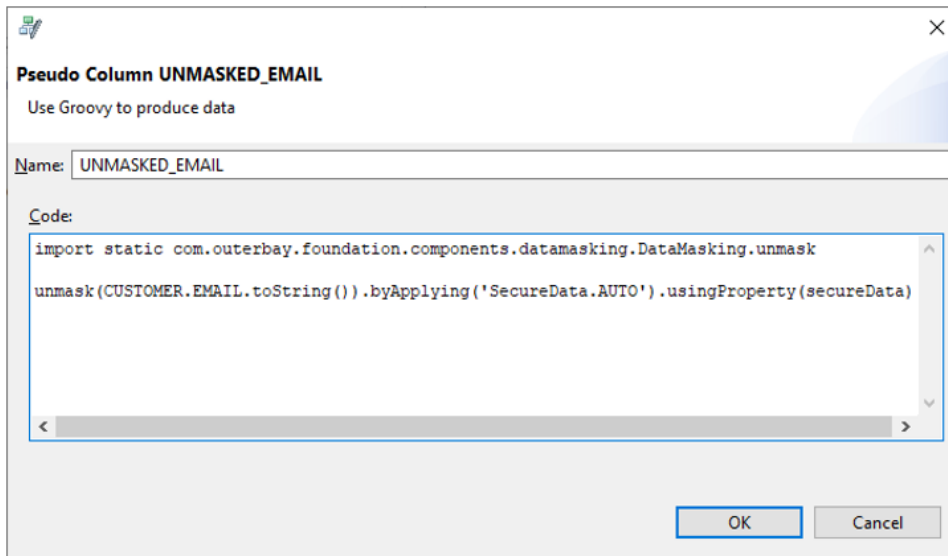 Pseudo Column UNMASKED_EMAIL
Use Groovy to produce data
Name: UNMASKED_EMAIL
Code:
import static com.outerbay.foundation.components.datamasking.DataMasking.unmask
unmask(CUSTOMER.EMAIL.toString()).byApplying('SecureData.AUTO').usingProperty(secureData)
OK Cancel